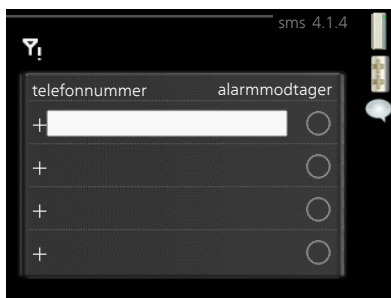 sms 4.1.4
telefonnummer alarmmodtager
+
+
+
+